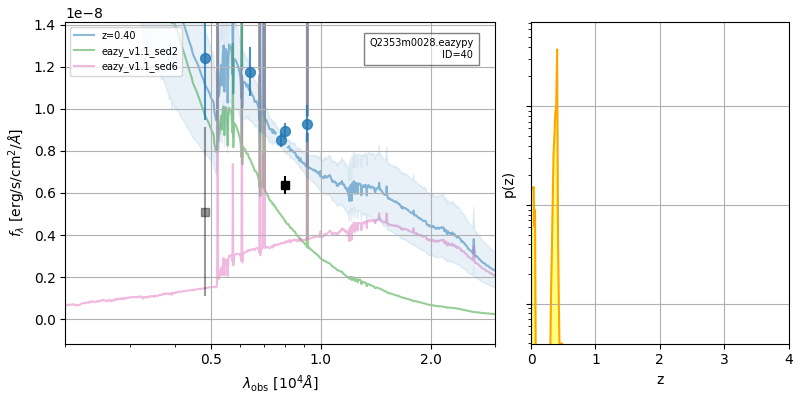 1e−8
z=0.40
eazy_v1.1_sed2
eazy_v1.1_sed6
Q2353m0028.eazypy
ID=40
1.4
1.2
1.0
0.8
0.6
0.4
0.2
0.0
fλ [erg/s/cm²/Å]
0.5 1.0 2.0
λobs [10⁴Å]
p(z)
0 1 2 3 4
z